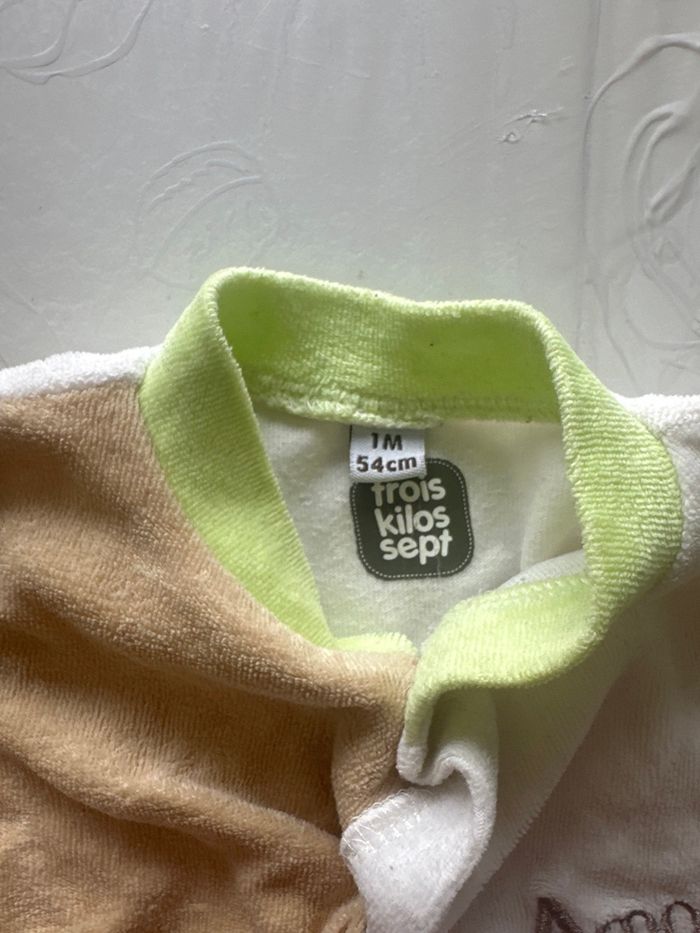 1M
54cm
trois
kilos
sept